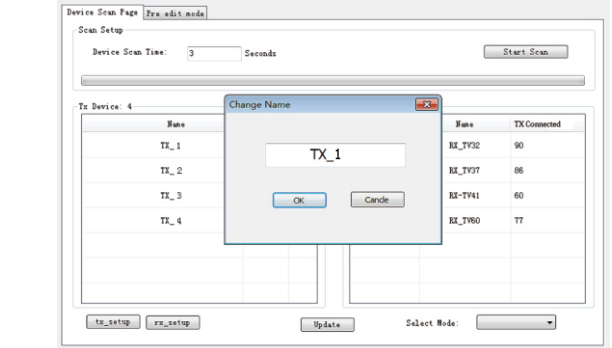 Device Scan Page Pre edit mode
Scan Setup
Device Scan Time: 3 Seconds Start Scan
Tx Device: 4
Change Name
Name Name TX Connected
TX_1 RX_TV32 90
TX_1
TX_2 RX_TV37 86
TX_3 RX-TV41 60
OK Cancle
TX_4 RX_TV60 77
tx_setup rx_setup Update Select Mode: